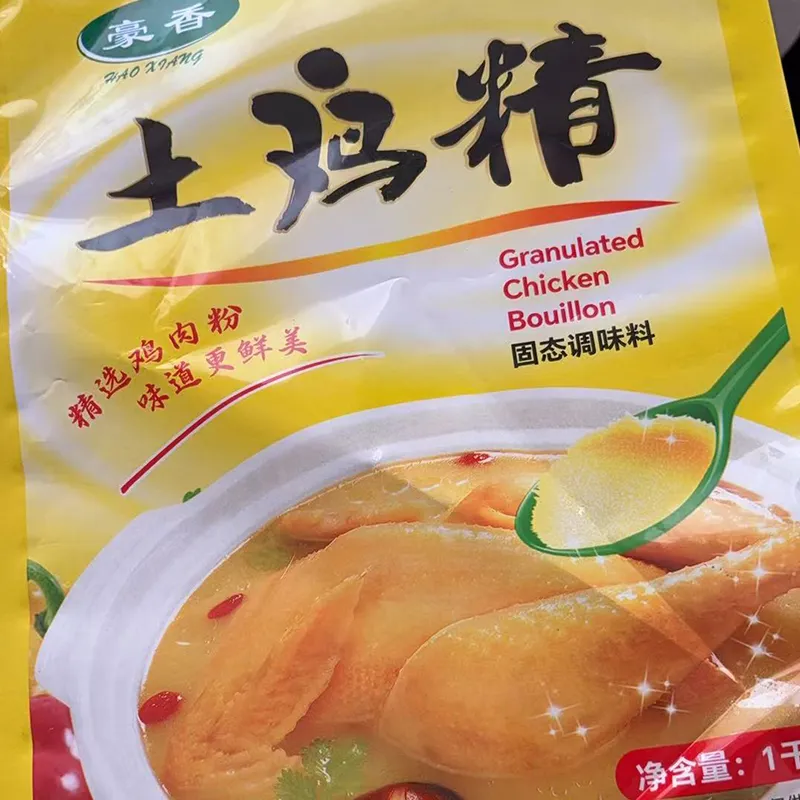 豪香
HAO XIANG
土鸡精
Granulated
Chicken
Bouillon
固态调味料
精选鸡肉粉
味道更鲜美
净含量：1千